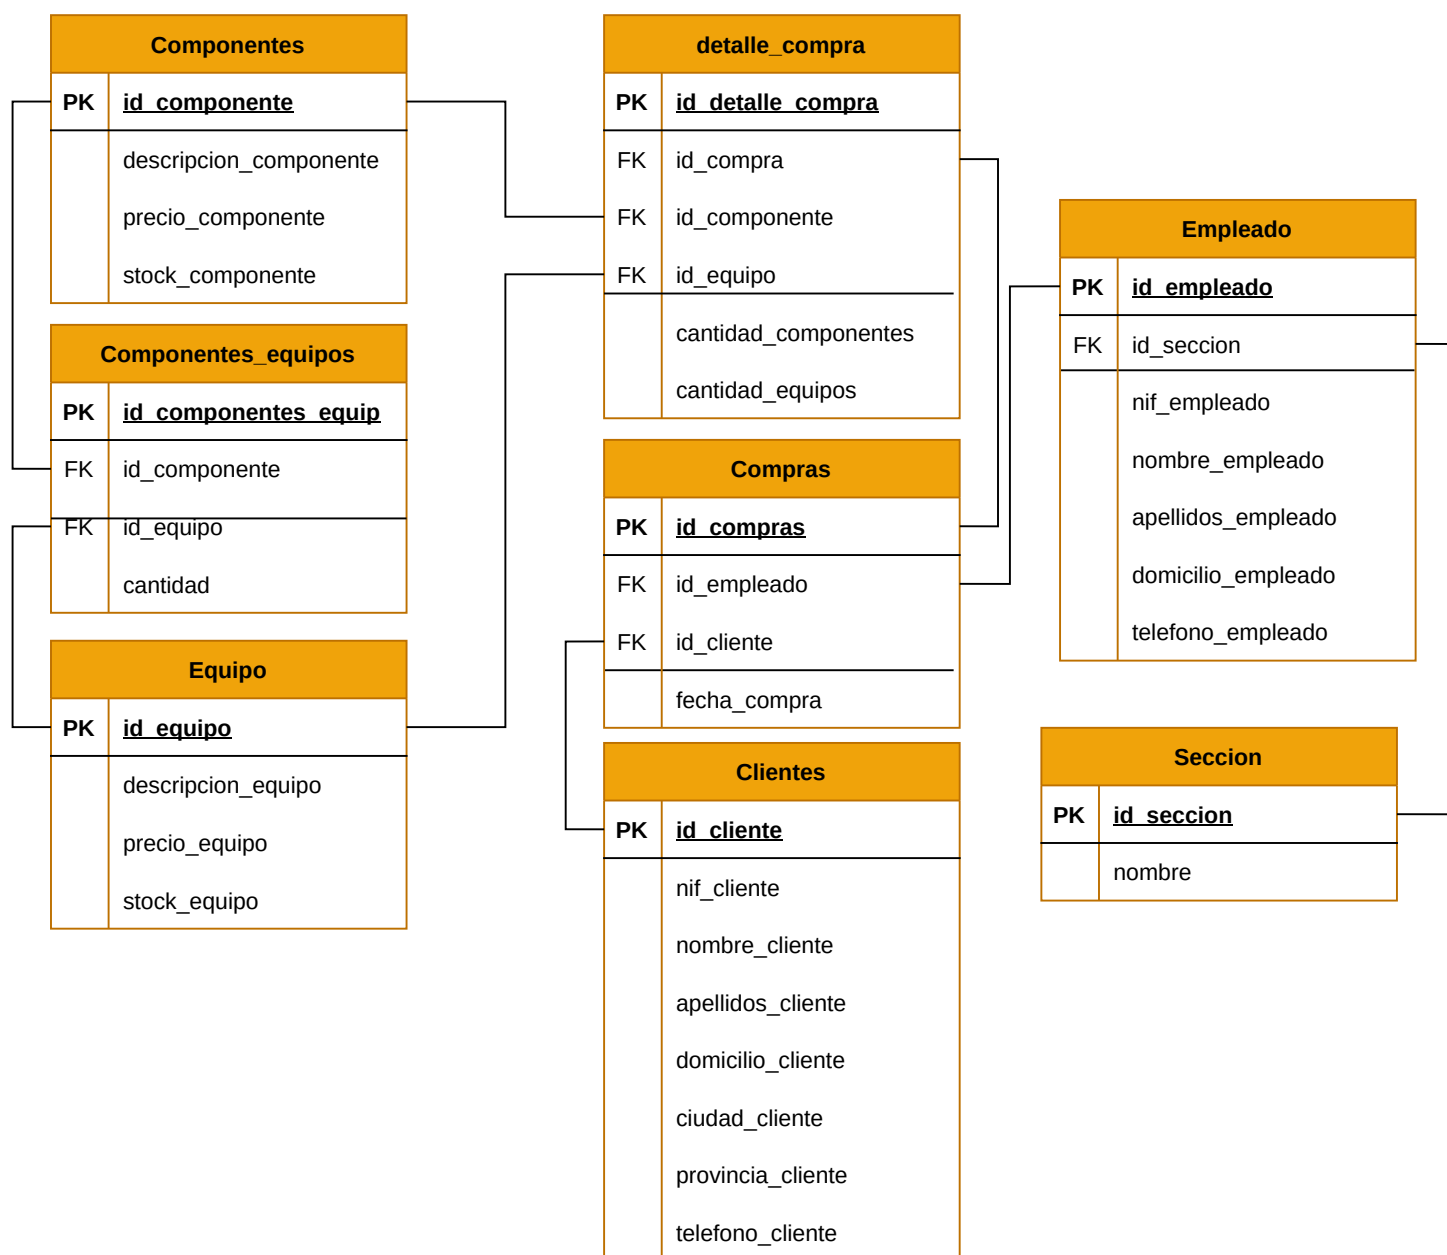 Componentes
PK id_componente
descripcion_componente
precio_componente
stock_componente
Componentes_equipos
PK id_componentes_equip
FK id_componente
FK id_equipo
cantidad
Equipo
PK id_equipo
descripcion_equipo
precio_equipo
stock_equipo
detalle_compra
PK id_detalle_compra
FK id_compra
FK id_componente
FK id_equipo
cantidad_componentes
cantidad_equipos
Compras
PK id_compras
FK id_empleado
FK id_cliente
fecha_compra
Clientes
PK id_cliente
nif_cliente
nombre_cliente
apellidos_cliente
domicilio_cliente
ciudad_cliente
provincia_cliente
telefono_cliente
Empleado
PK id_empleado
FK id_seccion
nif_empleado
nombre_empleado
apellidos_empleado
domicilio_empleado
telefono_empleado
Seccion
PK id_seccion
nombre